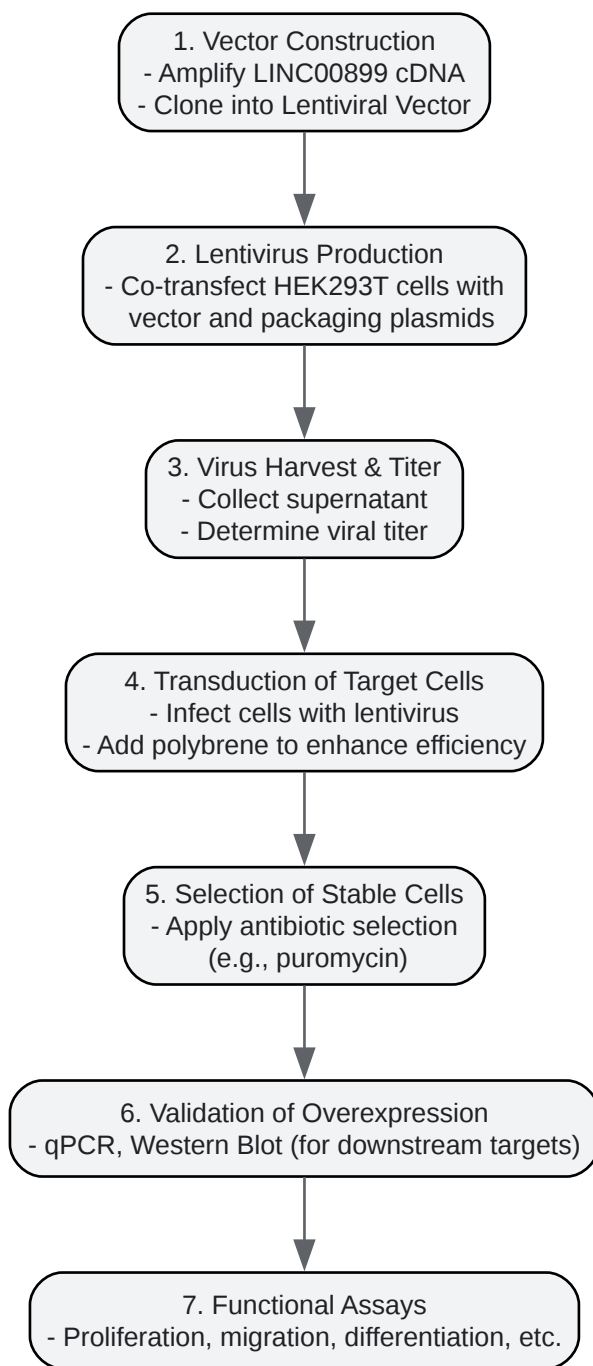 1. Vector Construction
- Amplify LINC00899 cDNA
- Clone into Lentiviral Vector
2. Lentivirus Production
- Co-transfect HEK293T cells with
vector and packaging plasmids
3. Virus Harvest & Titer
- Collect supernatant
- Determine viral titer
4. Transduction of Target Cells
- Infect cells with lentivirus
- Add polybrene to enhance efficiency
5. Selection of Stable Cells
- Apply antibiotic selection
(e.g., puromycin)
6. Validation of Overexpression
- qPCR, Western Blot (for downstream targets)
7. Functional Assays
- Proliferation, migration, differentiation, etc.